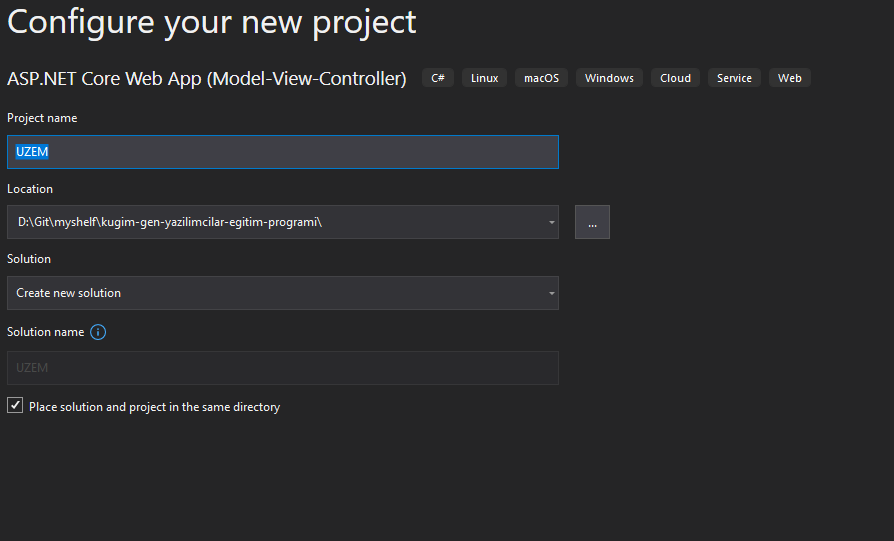 Configure your new project
ASP.NET Core Web App (Model-View-Controller) C# Linux macOS Windows Cloud Service Web
Project name
UZEM
Location
D:\Git\myshelf\kugim-gen-yazilimcilar-egitim-programi\
...
Solution
Create new solution
Solution name
UZEM
Place solution and project in the same directory